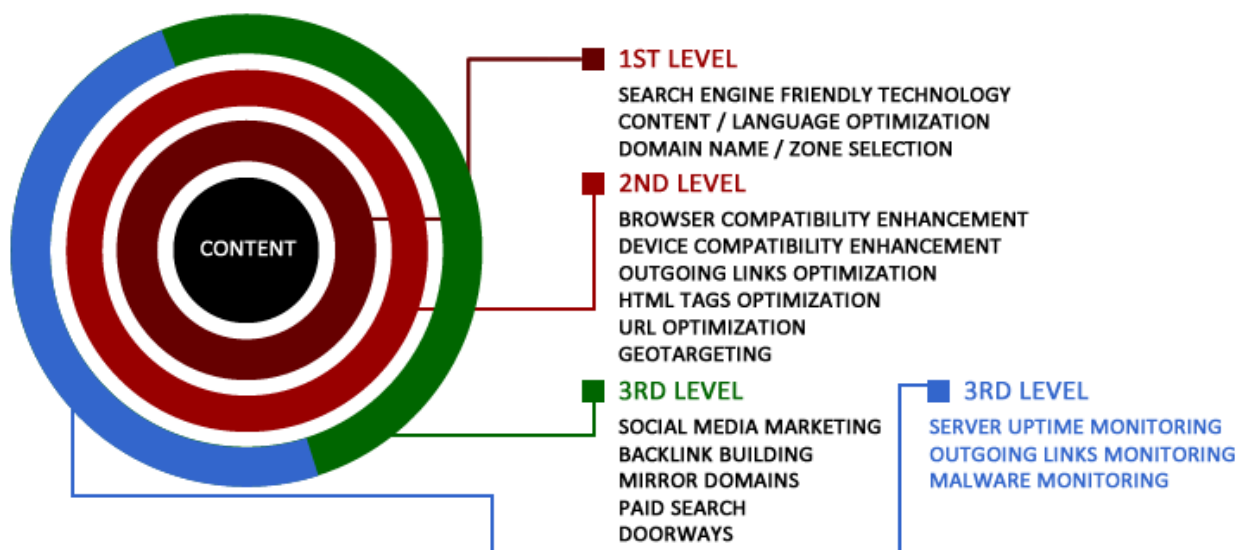 CONTENT
1ST LEVEL
SEARCH ENGINE FRIENDLY TECHNOLOGY
CONTENT / LANGUAGE OPTIMIZATION
DOMAIN NAME / ZONE SELECTION
2ND LEVEL
BROWSER COMPATIBILITY ENHANCEMENT
DEVICE COMPATIBILITY ENHANCEMENT
OUTGOING LINKS OPTIMIZATION
HTML TAGS OPTIMIZATION
URL OPTIMIZATION
GEOTARGETING
3RD LEVEL
SOCIAL MEDIA MARKETING
BACKLINK BUILDING
MIRROR DOMAINS
PAID SEARCH
DOORWAYS
3RD LEVEL
SERVER UPTIME MONITORING
OUTGOING LINKS MONITORING
MALWARE MONITORING